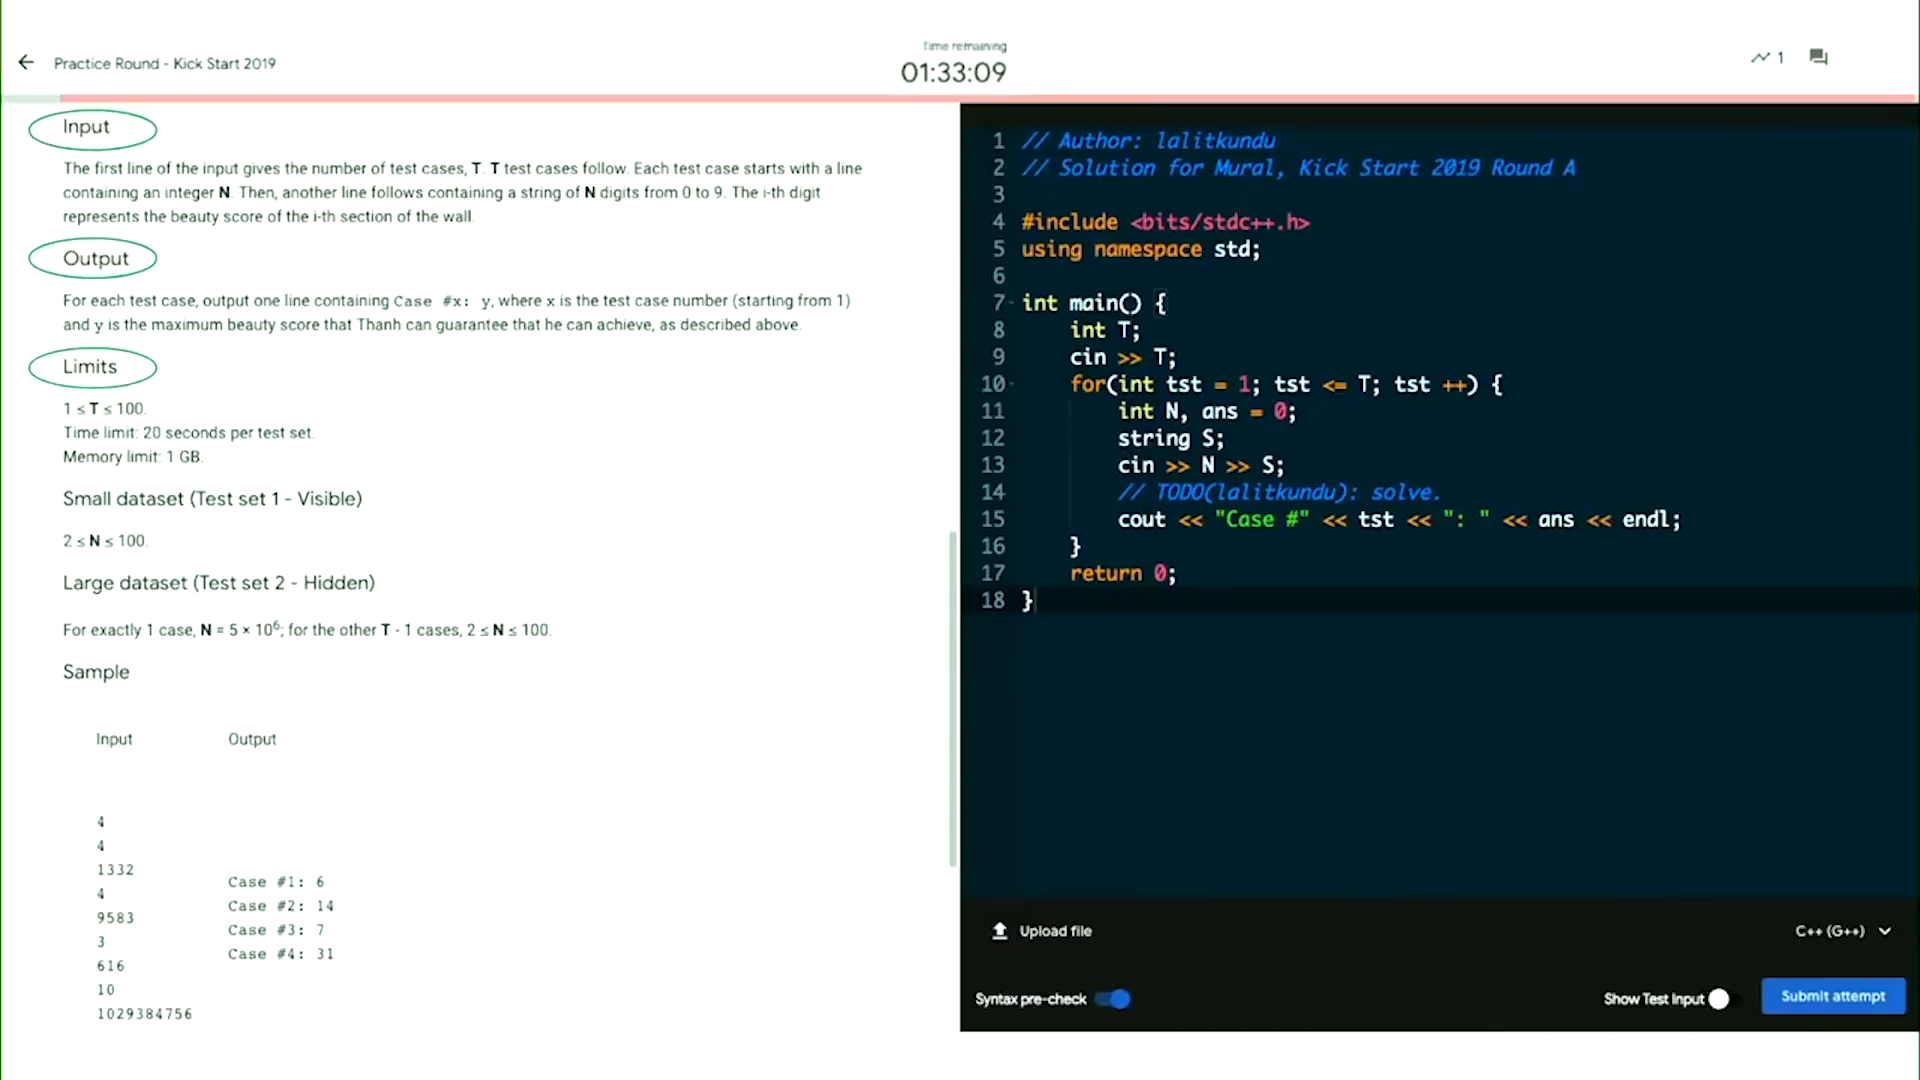 Practice Round - Kick Start 2019
Time remaining
01:33:09
1
Input
The first line of the input gives the number of test cases, T. T test cases follow. Each test case starts with a line
containing an integer N. Then, another line follows containing a string of N digits from 0 to 9. The i-th digit
represents the beauty score of the i-th section of the wall
Output
For each test case, output one line containing Case #x: y, where x is the test case number (starting from 1)
and y is the maximum beauty score that Thanh can guarantee that he can achieve, as described above.
Limits
1 ≤ T ≤ 100.
Time limit: 20 seconds per test set.
Memory limit: 1 GB.
Small dataset (Test set 1 - Visible)
2 ≤ N ≤ 100.
Large dataset (Test set 2 - Hidden)
For exactly 1 case, N = 5 × 10⁶; for the other T - 1 cases, 2 ≤ N ≤ 100.
Sample
Input Output
4
4
1332
4
9583
3
616
10
1029384756
Case #1: 6
Case #2: 14
Case #3: 7
Case #4: 31
1 // Author: lalitkundu
2 // Solution for Mural, Kick Start 2019 Round A
3
4 #include <bits/stdc++.h>
5 using namespace std;
6
7 int main() {
8 int T;
9 cin >> T;
10 for(int tst = 1; tst <= T; tst ++) {
11 int N, ans = 0;
12 string S;
13 cin >> N >> S;
14 // TODO(lalitkundu): solve.
15 cout << "Case #" << tst << ": " << ans << endl;
16 }
17 return 0;
18 }
Upload file
C++ (G++)
Syntax pre-check
Show Test Input
Submit attempt